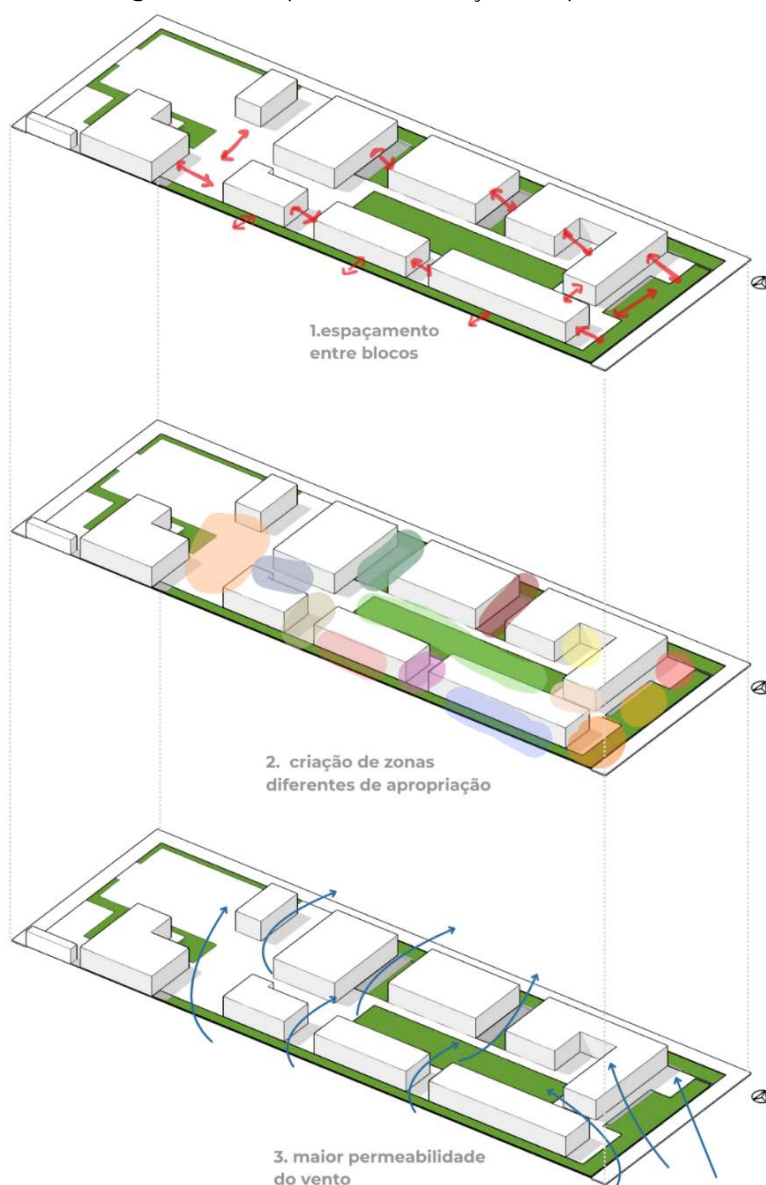 1.espaçamento
entre blocos
2. criação de zonas
diferentes de apropriação
3. maior permeabilidade
do vento